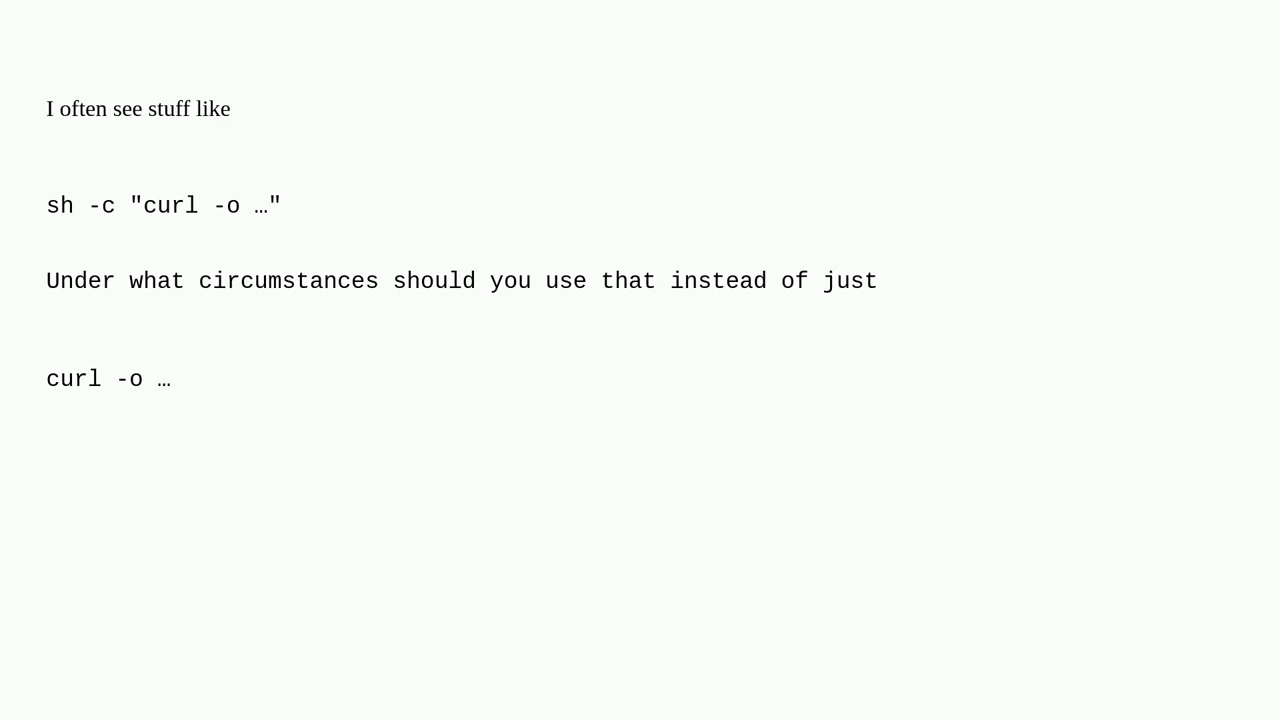 I often see stuff like
sh -c "curl -o …"
Under what circumstances should you use that instead of just
curl -o …